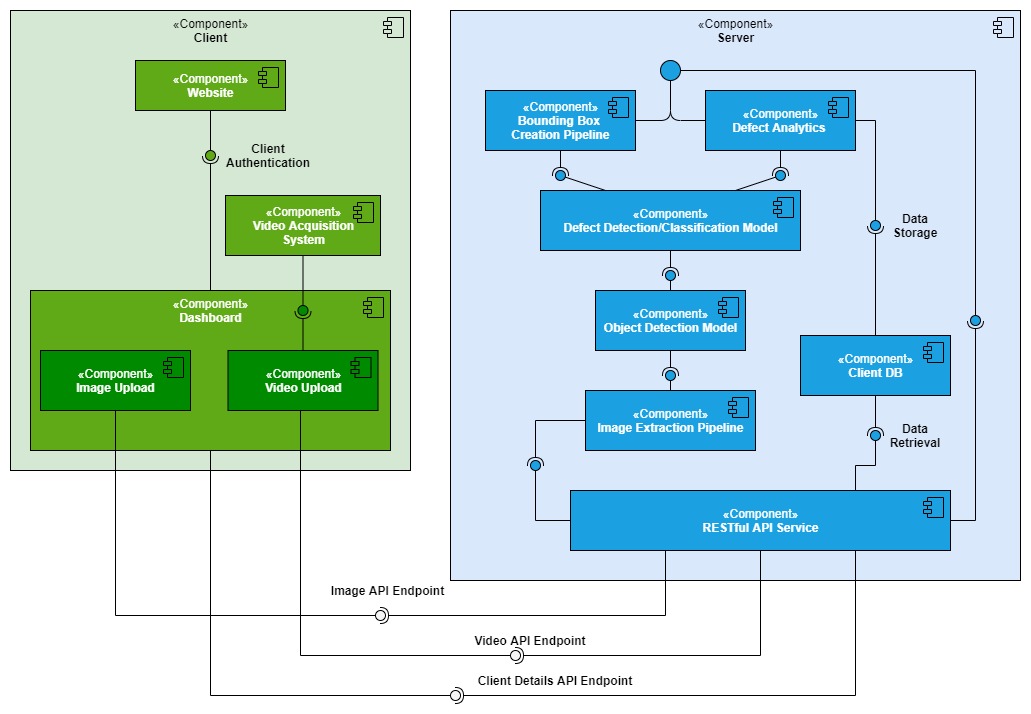 «Component»
Client
«Component»
Website
Client
Authentication
«Component»
Video Acquisition
System
«Component»
Dashboard
«Component»
Image Upload
«Component»
Video Upload
«Component»
Server
«Component»
Bounding Box
Creation Pipeline
«Component»
Defect Analytics
«Component»
Defect Detection/Classification Model
Data
Storage
«Component»
Object Detection Model
«Component»
Client DB
«Component»
Image Extraction Pipeline
Data
Retrieval
«Component»
RESTful API Service
Image API Endpoint
Video API Endpoint
Client Details API Endpoint